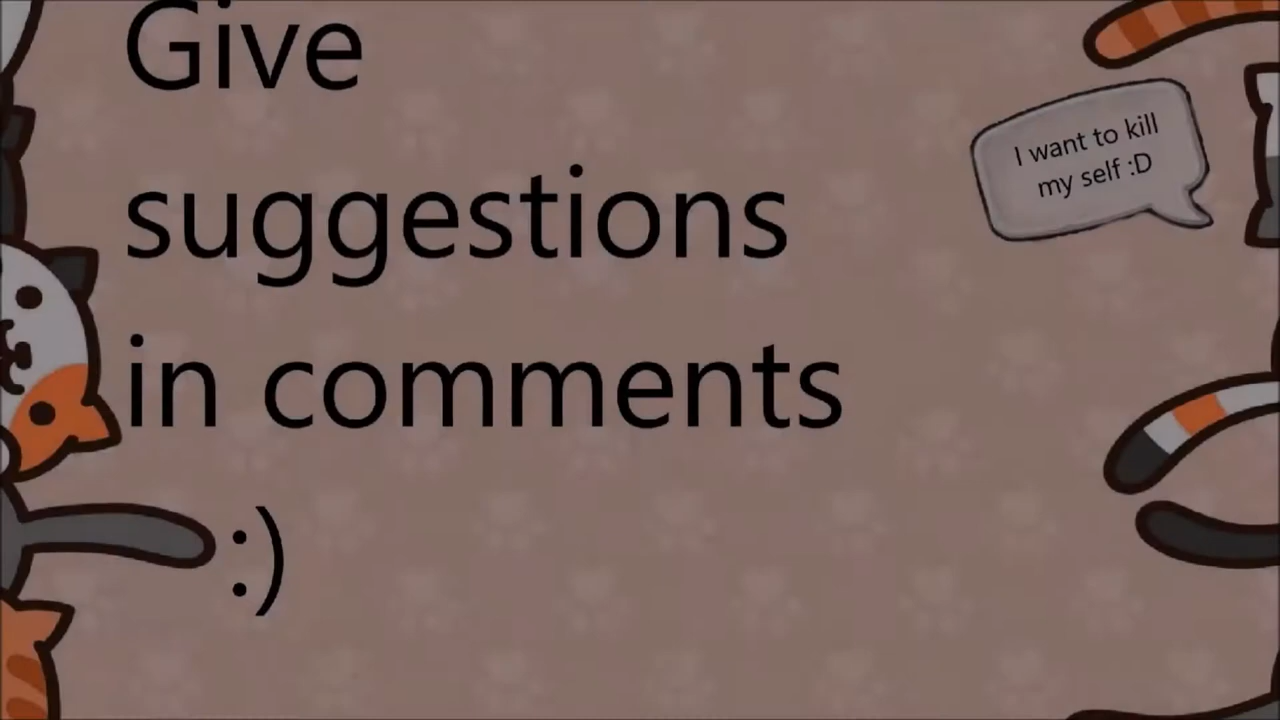 Give
suggestions
in comments
:)
I want to kill
my self :D